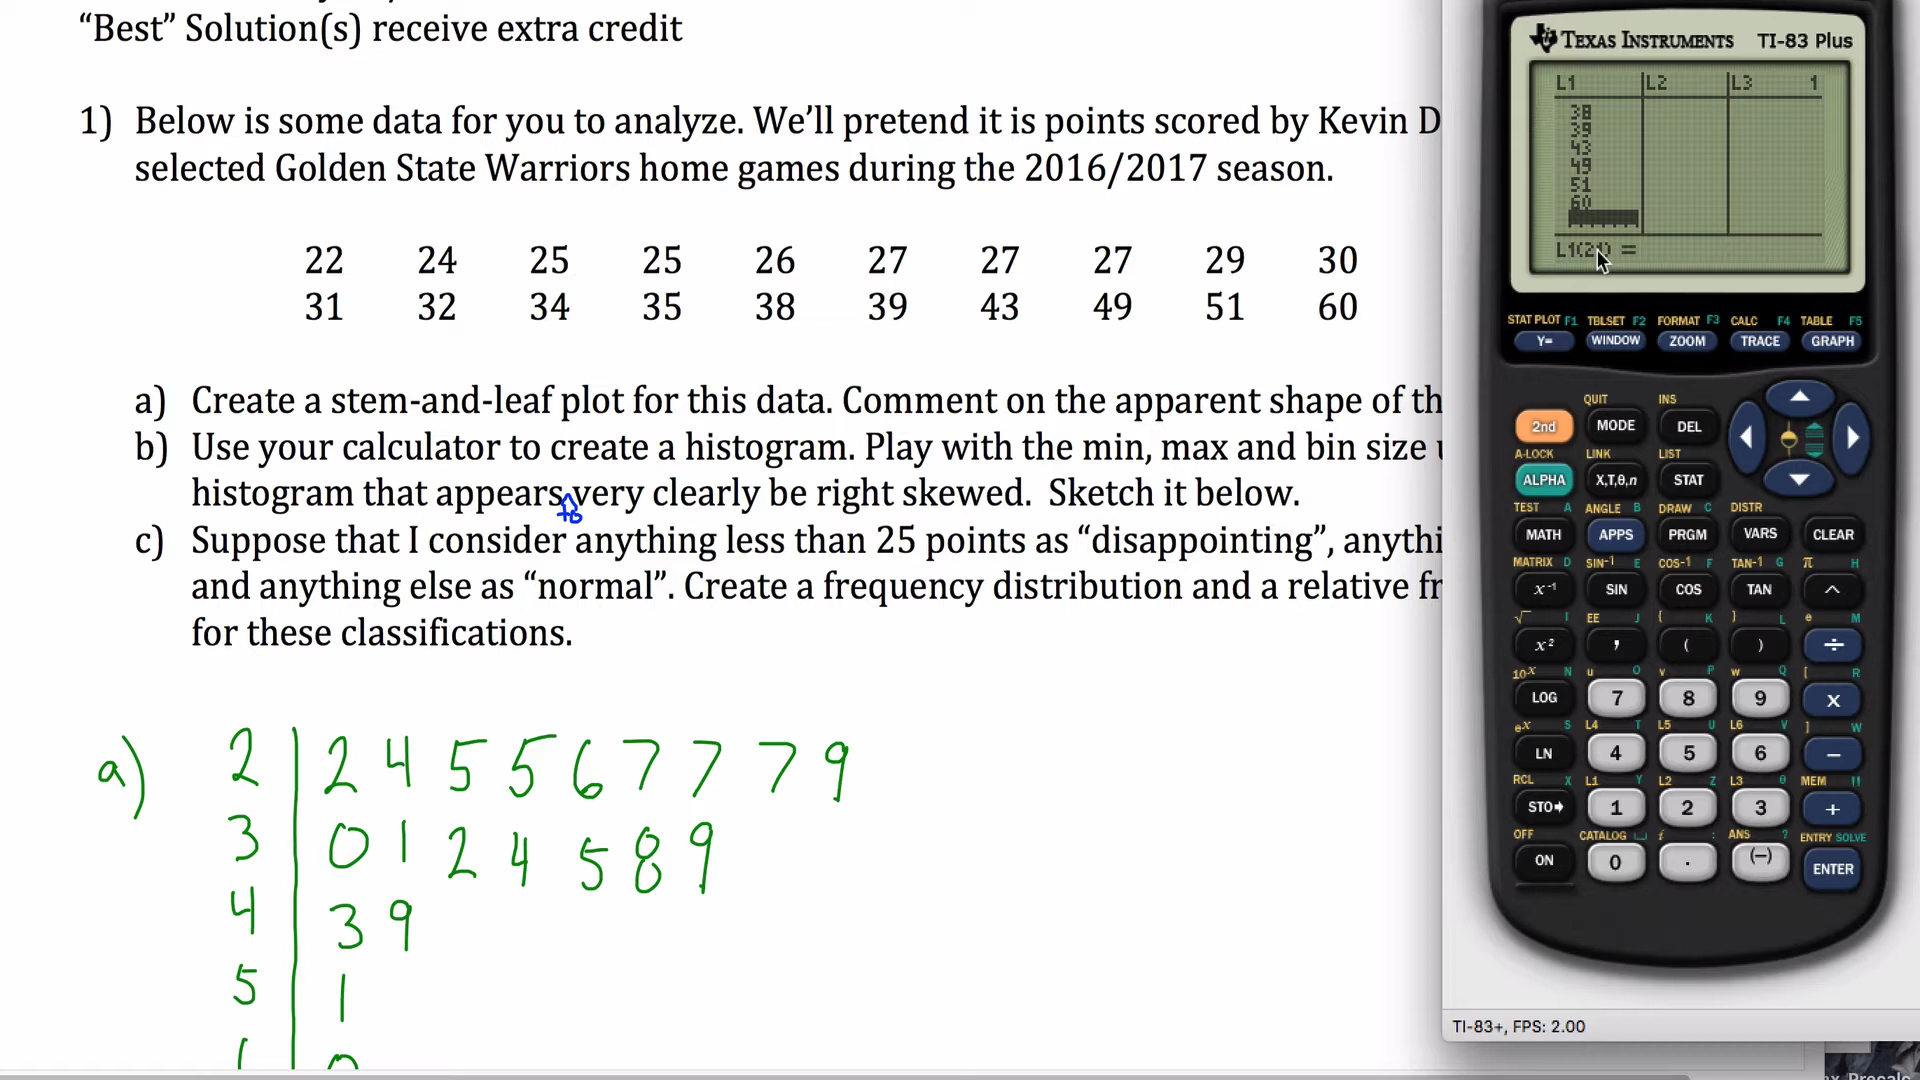 “Best” Solution(s) receive extra credit
1) Below is some data for you to analyze. We’ll pretend it is points scored by Kevin D
selected Golden State Warriors home games during the 2016/2017 season.
22 24 25 25 26 27 27 27 29 30
31 32 34 35 38 39 43 49 51 60
a) Create a stem-and-leaf plot for this data. Comment on the apparent shape of th
b) Use your calculator to create a histogram. Play with the min, max and bin size
histogram that appears very clearly be right skewed. Sketch it below.
to
c) Suppose that I consider anything less than 25 points as “disappointing”, anythi
and anything else as “normal”. Create a frequency distribution and a relative fr
for these classifications.
a) 2 | 2 4 5 5 6 7 7 7 9
3 | 0 1 2 4 5 8 9
4 | 3 9
5 | 1
TEXAS INSTRUMENTS TI-83 Plus
L1 L2 L3 1
38
39
43
49
51
60
L1(21) =
STAT PLOT F1 TBLSET F2 FORMAT F3 CALC F4 TABLE F5
Y= WINDOW ZOOM TRACE GRAPH
QUIT INS
2nd MODE DEL
A-LOCK LINK LIST
ALPHA X,T,θ,n STAT
TEST A ANGLE B DRAW C DISTR
MATH APPS PRGM VARS CLEAR
MATRIX D SIN⁻¹ E COS⁻¹ F TAN⁻¹ G π H
x⁻¹ SIN COS TAN ^
√ I EE J { K } L e M
x² , ( ) ÷
10ˣ N u O v P w Q [ R
LOG 7 8 9 X
eˣ S L4 T L5 U L6 V ] W
LN 4 5 6 −
RCL X L1 Y L2 Z L3 θ MEM "
STO➔ 1 2 3 +
OFF CATALOG ⎵ i : ANS ? ENTRY SOLVE
ON 0 . (−) ENTER
TI-83+, FPS: 2.00